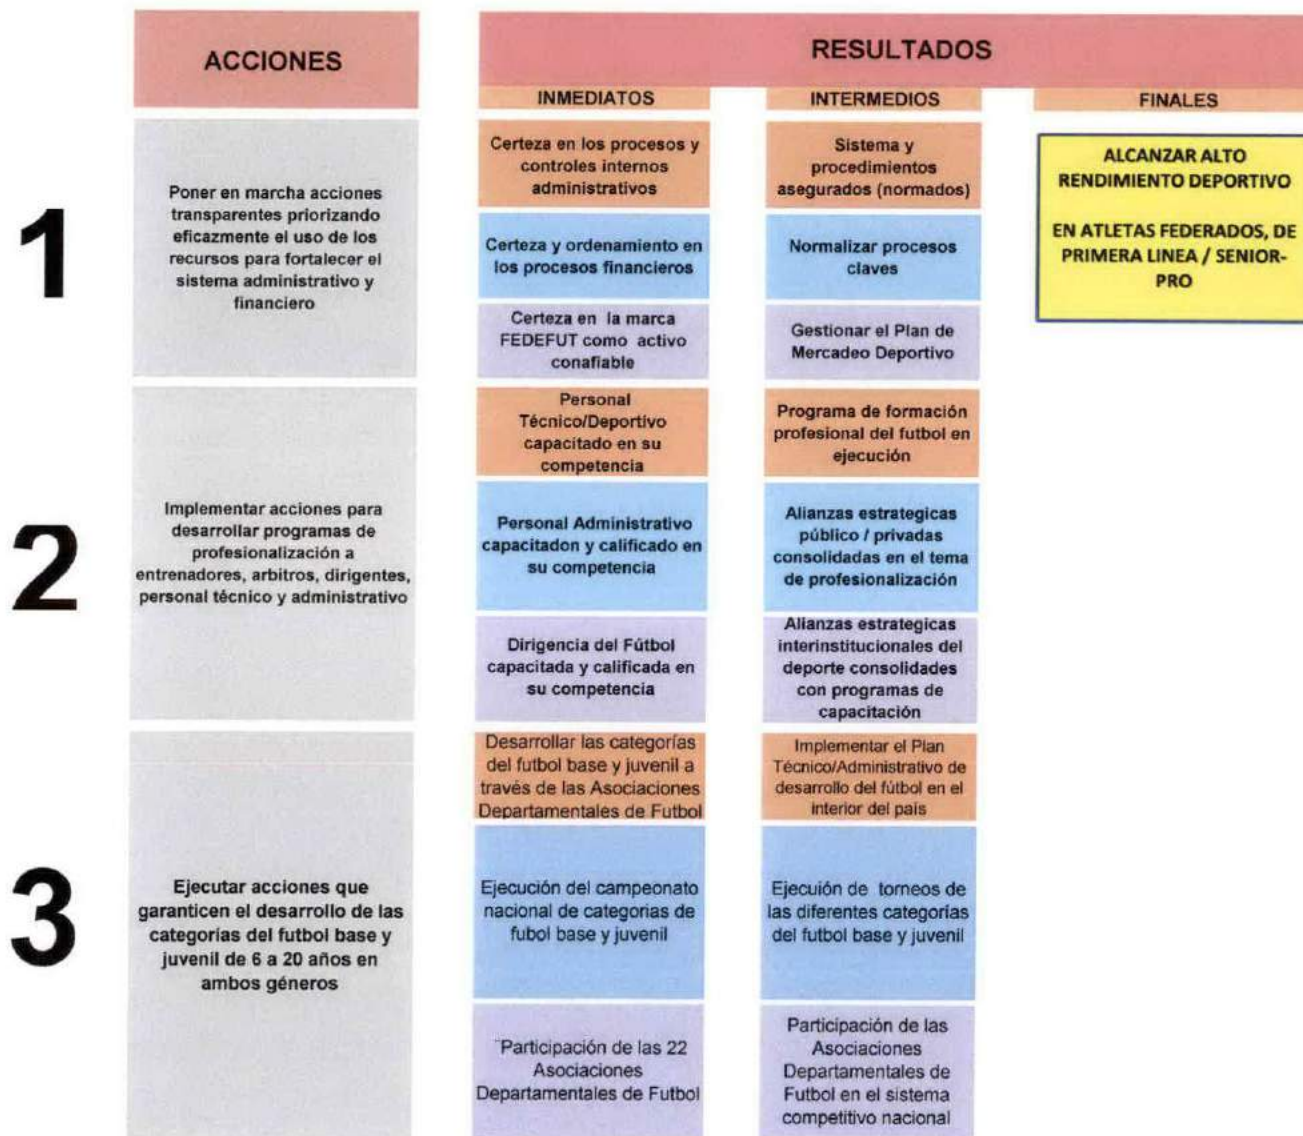 ACCIONES
RESULTADOS
INMEDIATOS
INTERMEDIOS
FINALES
1
Poner en marcha acciones
transparentes priorizando
eficazmente el uso de los
recursos para fortalecer el
sistema administrativo y
financiero
Certeza en los procesos y
controles internos
administrativos
Sistema y
procedimientos
asegurados (normados)
ALCANZAR ALTO
RENDIMIENTO DEPORTIVO
EN ATLETAS FEDERADOS, DE
PRIMERA LINEA / SENIOR-
PRO
Certeza y ordenamiento en
los procesos financieros
Normalizar procesos
claves
Certeza en la marca
FEDEFUT como activo
conafiable
Gestionar el Plan de
Mercadeo Deportivo
2
Implementar acciones para
desarrollar programas de
profesionalización a
entrenadores, arbitros, dirigentes,
personal técnico y administrativo
Personal
Técnico/Deportivo
capacitado en su
competencia
Programa de formación
profesional del futbol en
ejecución
Personal Administrativo
capacitadon y calificado en
su competencia
Alianzas estrategicas
público / privadas
consolidadas en el tema
de profesionalización
Dirigencia del Fútbol
capacitada y calificada en
su competencia
Alianzas estrategicas
interinstitucionales del
deporte consolidades
con programas de
capacitación
3
Ejecutar acciones que
garanticen el desarrollo de las
categorías del futbol base y
juvenil de 6 a 20 años en
ambos géneros
Desarrollar las categorías
del futbol base y juvenil a
través de las Asociaciones
Departamentales de Futbol
Implementar el Plan
Técnico/Administrativo de
desarrollo del fútbol en el
interior del país
Ejecución del campeonato
nacional de categorias de
fubol base y juvenil
Ejecuión de torneos de
las diferentes categorías
del futbol base y juvenil
¨Participación de las 22
Asociaciones
Departamentales de Futbol
Participación de las
Asociaciones
Departamentales de
Futbol en el sistema
competitivo nacional